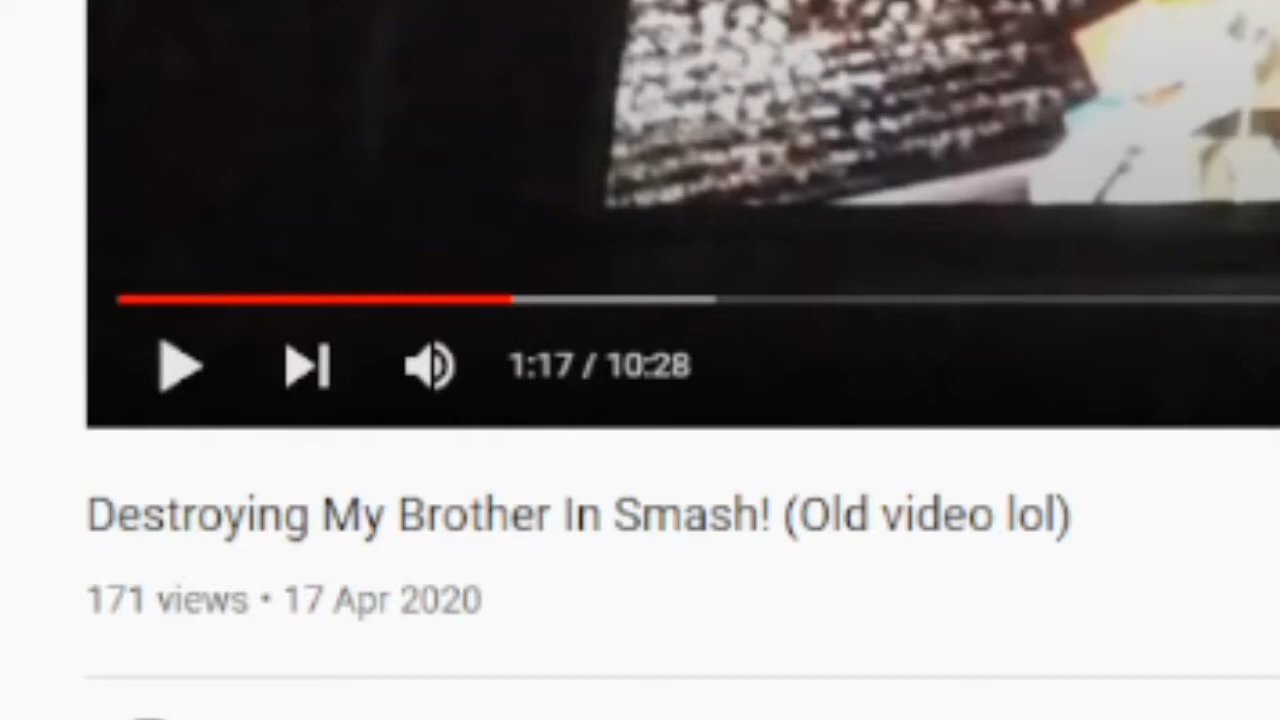 1:17 / 10:28
Destroying My Brother In Smash! (Old video lol)
171 views • 17 Apr 2020